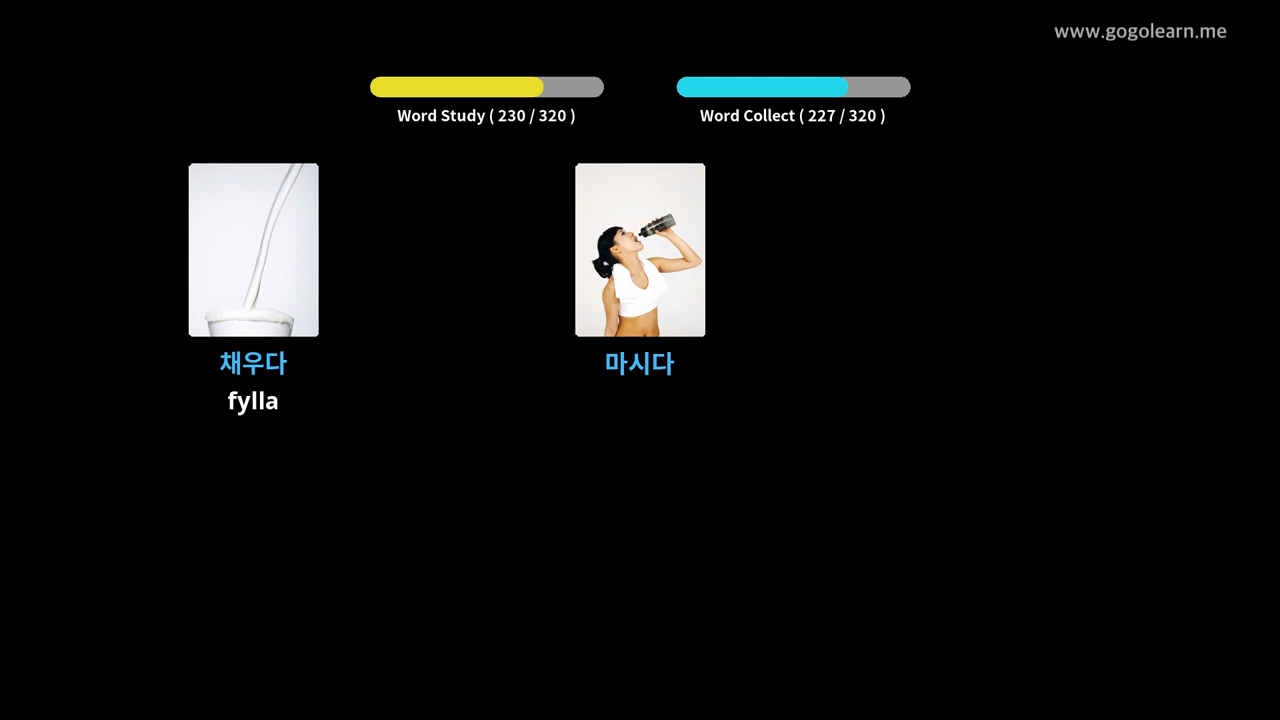 www.gogolearn.me
Word Study ( 230 / 320 )
Word Collect ( 227 / 320 )
채우다
마시다
fylla